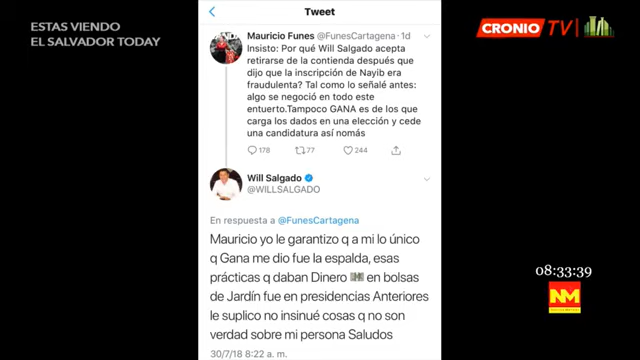 ESTAS VIENDO
EL SALVADOR TODAY
Tweet
CRONIO TV
Mauricio Funes @FunesCartagena · 1d
Insisto: Por qué Will Salgado acepta
retirarse de la contienda después que
dijo que la inscripción de Nayib era
fraudulenta? Tal como lo señalé antes:
algo se negoció en todo este
entuerto.Tampoco GANA es de los que
carga los dados en una elección y cede
una candidatura así nomás
178 77 244
Will Salgado
@WILLSALGADO
En respuesta a @FunesCartagena
Mauricio yo le garantizo q a mi lo único
q Gana me dio fue la espalda, esas
prácticas q daban Dinero 💵 en bolsas
de Jardín fue en presidencias Anteriores
le suplico no insinué cosas q no son
verdad sobre mi persona Saludos
30/7/18 8:22 a. m.
08:33:39
NM